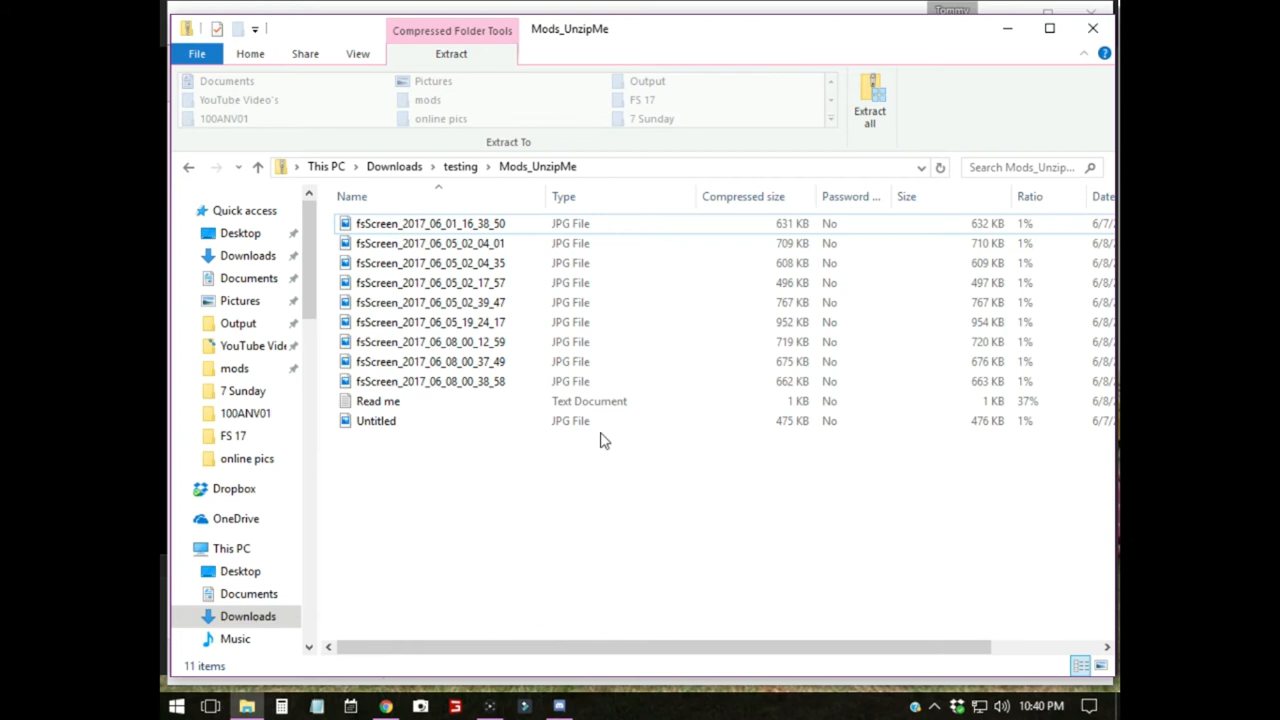 Tommy
Compressed Folder Tools
Mods_UnzipMe
File
Home
Share
View
Extract
Documents
Pictures
Output
YouTube Video's
mods
FS 17
100ANV01
online pics
7 Sunday
Extract all
Extract To
This PC > Downloads > testing > Mods_UnzipMe
Search Mods_Unzip...
Name Type Compressed size Password ... Size Ratio Date
fsScreen_2017_06_01_16_38_50 JPG File 631 KB No 632 KB 1% 6/7/
fsScreen_2017_06_05_02_04_01 JPG File 709 KB No 710 KB 1% 6/8/
fsScreen_2017_06_05_02_04_35 JPG File 608 KB No 609 KB 1% 6/8/
fsScreen_2017_06_05_02_17_57 JPG File 496 KB No 497 KB 1% 6/8/
fsScreen_2017_06_05_02_39_47 JPG File 767 KB No 767 KB 1% 6/8/
fsScreen_2017_06_05_19_24_17 JPG File 952 KB No 954 KB 1% 6/8/
fsScreen_2017_06_08_00_12_59 JPG File 719 KB No 720 KB 1% 6/8/
fsScreen_2017_06_08_00_37_49 JPG File 675 KB No 676 KB 1% 6/8/
fsScreen_2017_06_08_00_38_58 JPG File 662 KB No 663 KB 1% 6/8/
Read me Text Document 1 KB No 1 KB 37% 6/8/
Untitled JPG File 475 KB No 476 KB 1% 6/7/
Quick access
Desktop
Downloads
Documents
Pictures
Output
YouTube Vide
mods
7 Sunday
100ANV01
FS 17
online pics
Dropbox
OneDrive
This PC
Desktop
Documents
Downloads
Music
11 items
10:40 PM